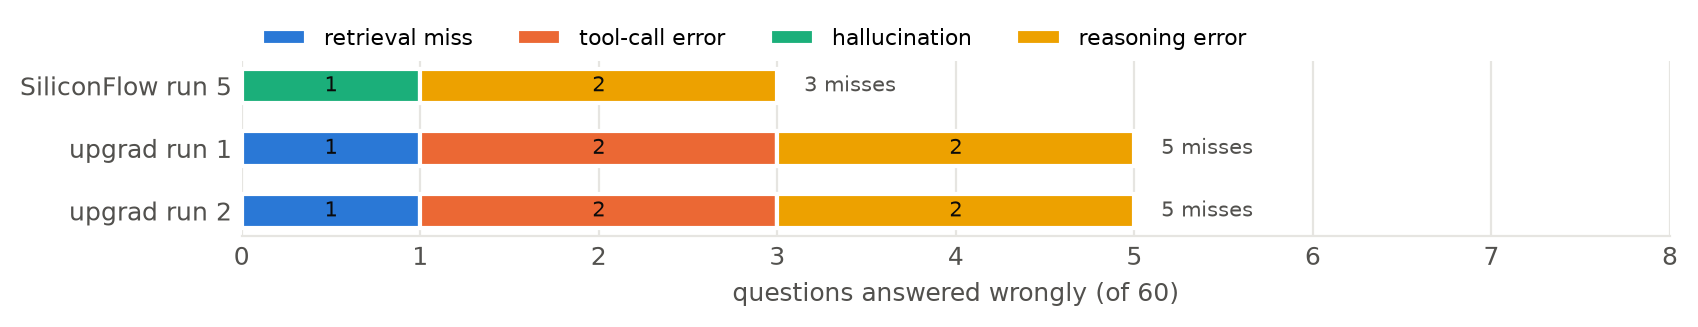 retrieval miss tool-call error hallucination reasoning error
SiliconFlow run 5 1 2 3 misses
upgrad run 1 1 2 2 5 misses
upgrad run 2 1 2 2 5 misses
0 1 2 3 4 5 6 7 8
questions answered wrongly (of 60)